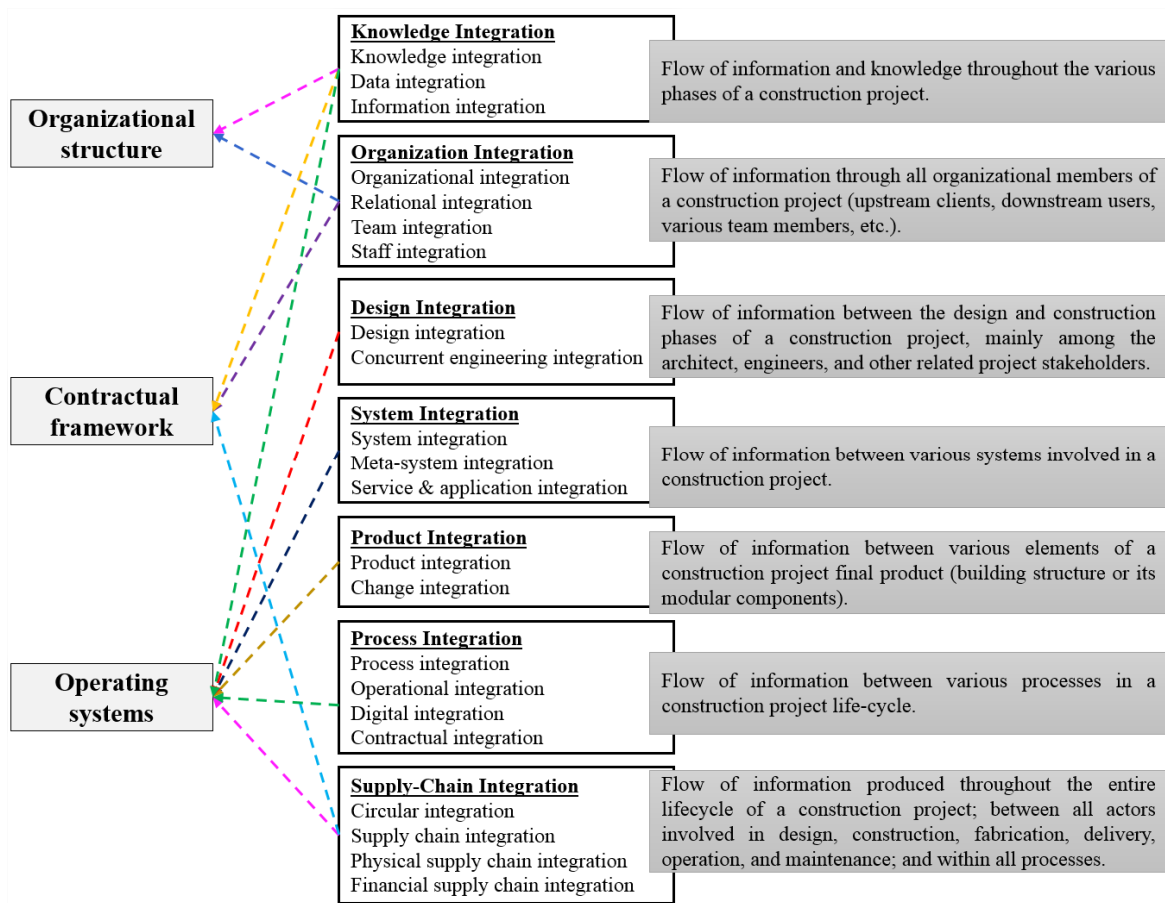 Organizational
structure
Contractual
framework
Operating
systems
Knowledge Integration
Knowledge integration
Data integration
Information integration
Flow of information and knowledge throughout the various
phases of a construction project.
Organization Integration
Organizational integration
Relational integration
Team integration
Staff integration
Flow of information through all organizational members of
a construction project (upstream clients, downstream users,
various team members, etc.).
Design Integration
Design integration
Concurrent engineering integration
Flow of information between the design and construction
phases of a construction project, mainly among the
architect, engineers, and other related project stakeholders.
System Integration
System integration
Meta-system integration
Service & application integration
Flow of information between various systems involved in a
construction project.
Product Integration
Product integration
Change integration
Flow of information between various elements of a
construction project final product (building structure or its
modular components).
Process Integration
Process integration
Operational integration
Digital integration
Contractual integration
Flow of information between various processes in a
construction project life-cycle.
Supply-Chain Integration
Circular integration
Supply chain integration
Physical supply chain integration
Financial supply chain integration
Flow of information produced throughout the entire
lifecycle of a construction project; between all actors
involved in design, construction, fabrication, delivery,
operation, and maintenance; and within all processes.